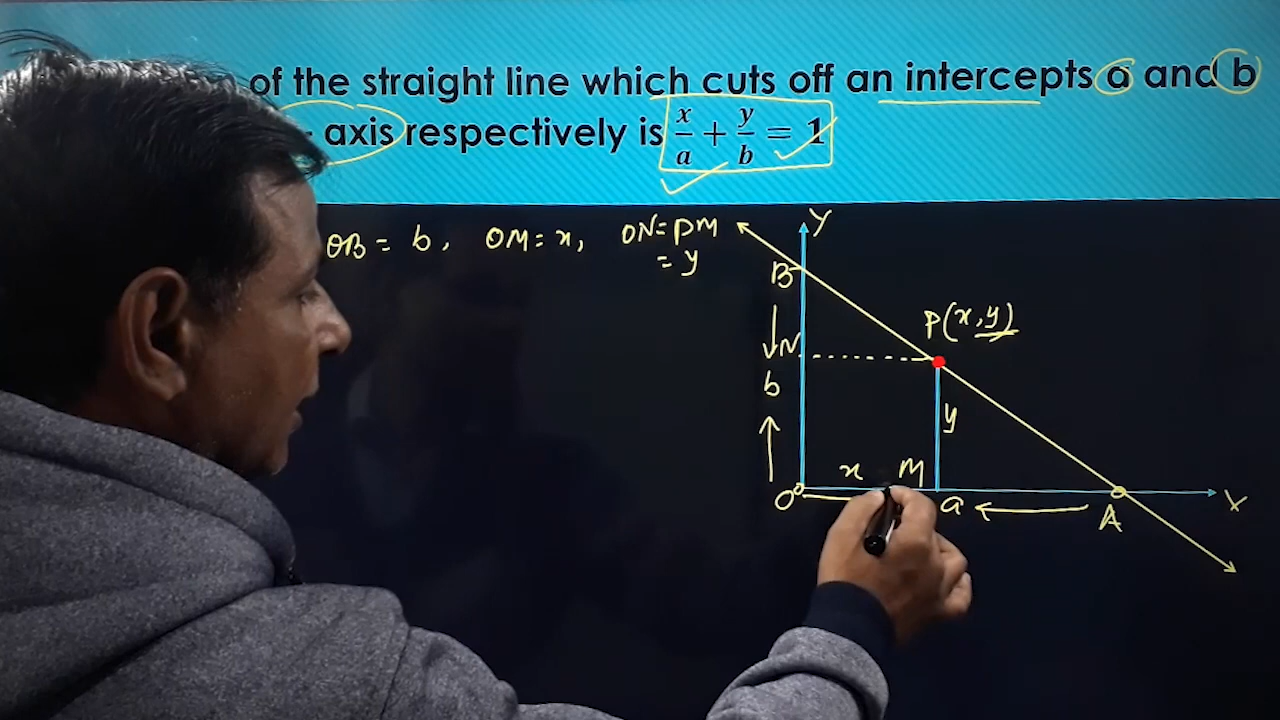 of the straight line which cuts off an intercepts a and b
axis respectively is x/a + y/b = 1
OB = b, OM = x, ON = PM
= y
Y
B
P(x,y)
N
b
y
x M
O a A X